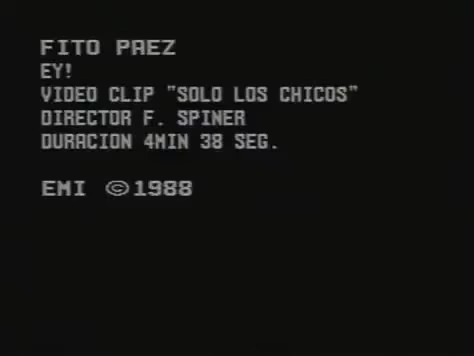 FITO PAEZ
EY!
VIDEO CLIP "SOLO LOS CHICOS"
DIRECTOR F. SPINER
DURACION 4MIN 38 SEG.
EMI ©1988